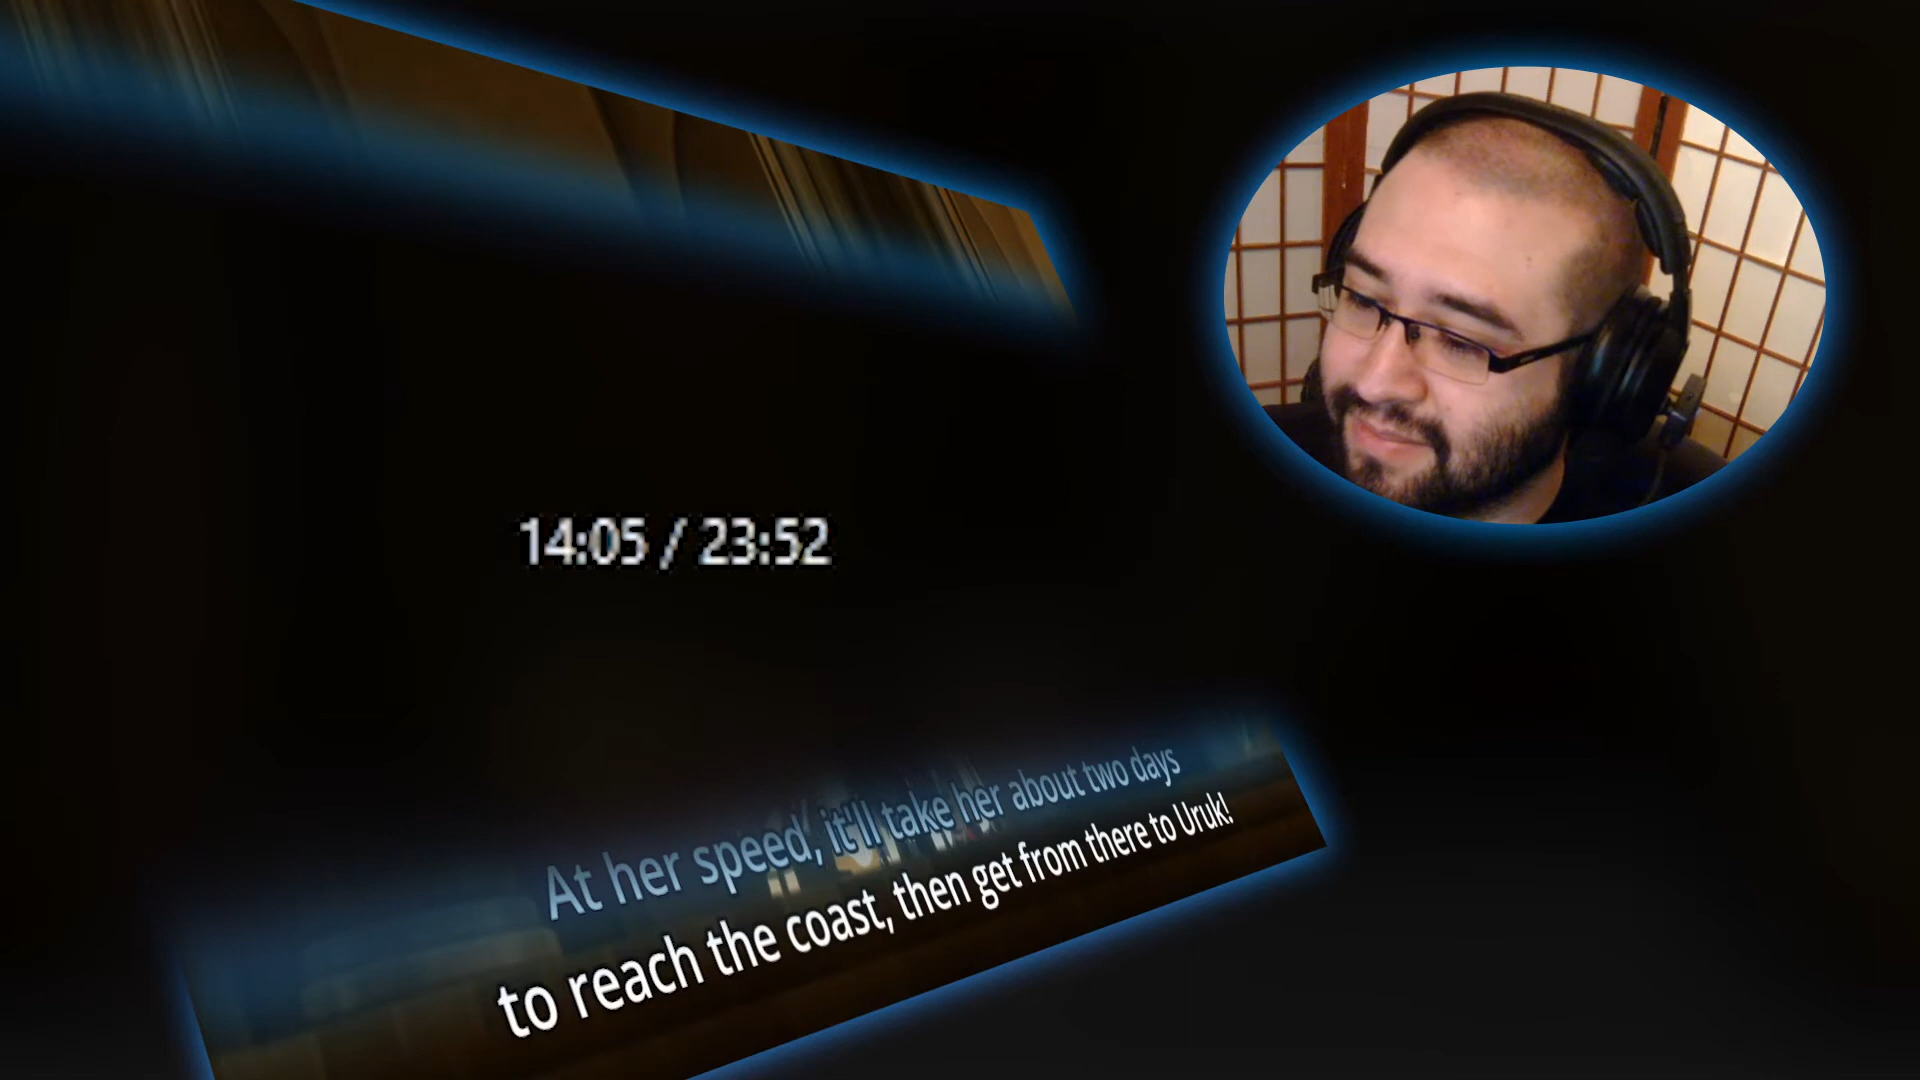 14:05 / 23:52
At her speed, it'll take her about two days
to reach the coast, then get from there to Uruk!